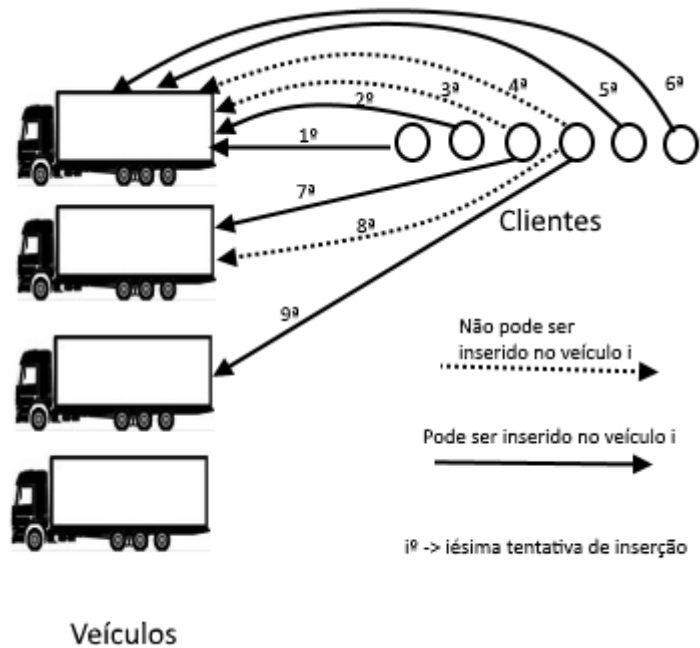 1º
2º
3ª
4ª
5ª
6ª
7ª
8ª
9ª
Clientes
Não pode ser
inserido no veículo i
Pode ser inserido no veículo i
iº -> iésima tentativa de inserção
Veículos